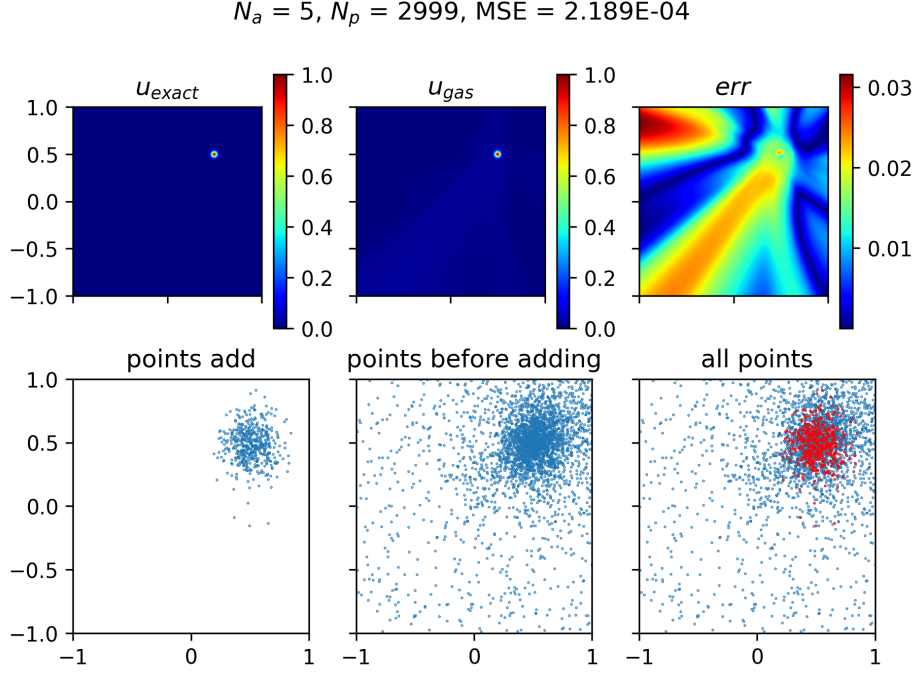 N_a = 5, N_p = 2999, MSE = 2.189E-04
u_exact
u_gas
err
1.0
0.5
0.0
−0.5
−1.0
1.0
0.8
0.6
0.4
0.2
0.0
1.0
0.8
0.6
0.4
0.2
0.0
0.03
0.02
0.01
points add
points before adding
all points
1.0
0.5
0.0
−0.5
−1.0
−1 0 1
−1 0 1
−1 0 1